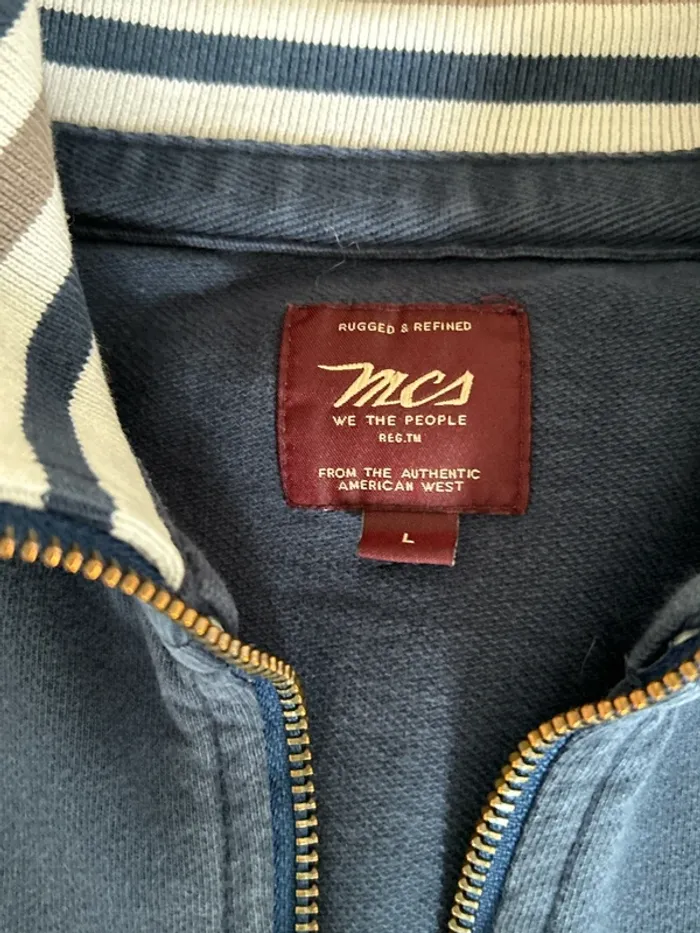 RUGGED & REFINED
MCS
WE THE PEOPLE
REG.TM
FROM THE AUTHENTIC
AMERICAN WEST
L